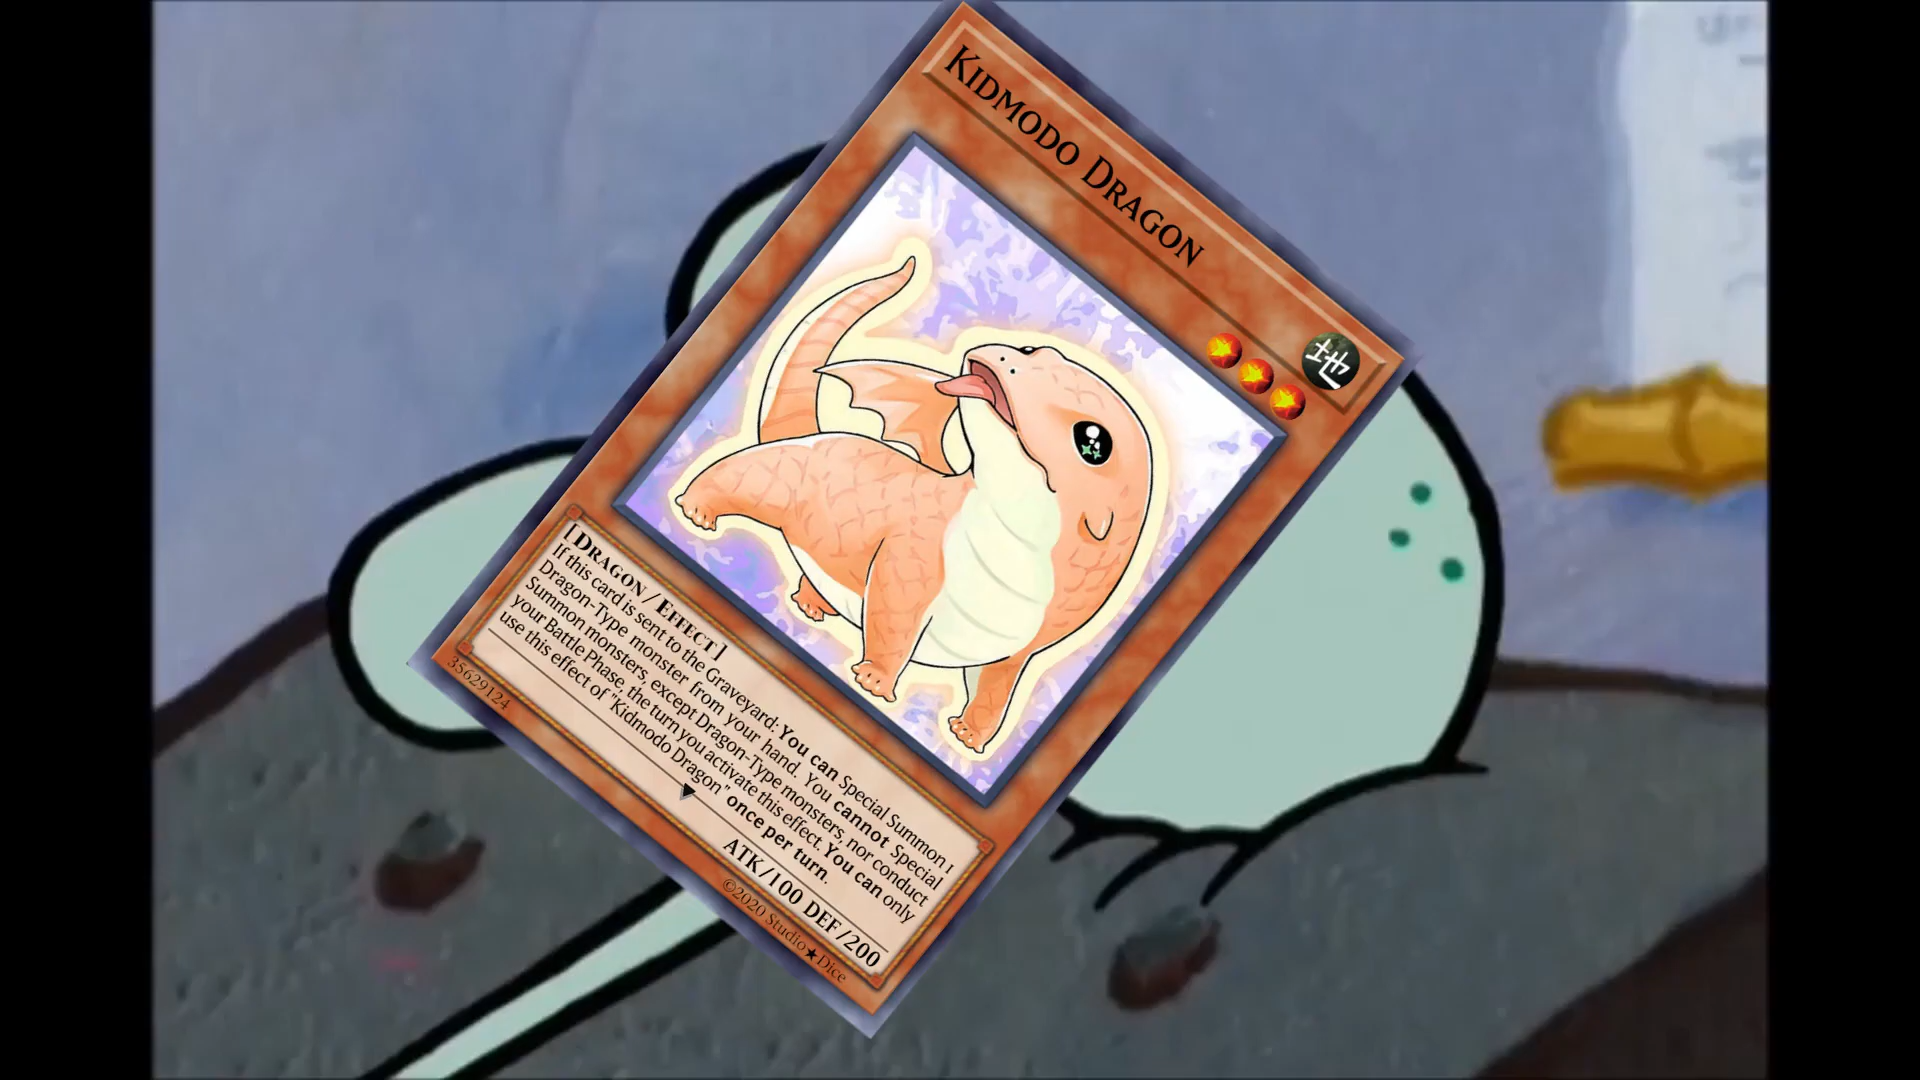 KIDMODO DRAGON
地
[DRAGON / EFFECT]
If this card is sent to the Graveyard: You can Special Summon 1
Dragon-Type monster from your hand. You cannot Special
Summon monsters, except Dragon-Type monsters, nor conduct
your Battle Phase, the turn you activate this effect. You can only
use this effect of "Kidmodo Dragon" once per turn.
ATK/100 DEF/200
35629124
©2020 Studio★Dice